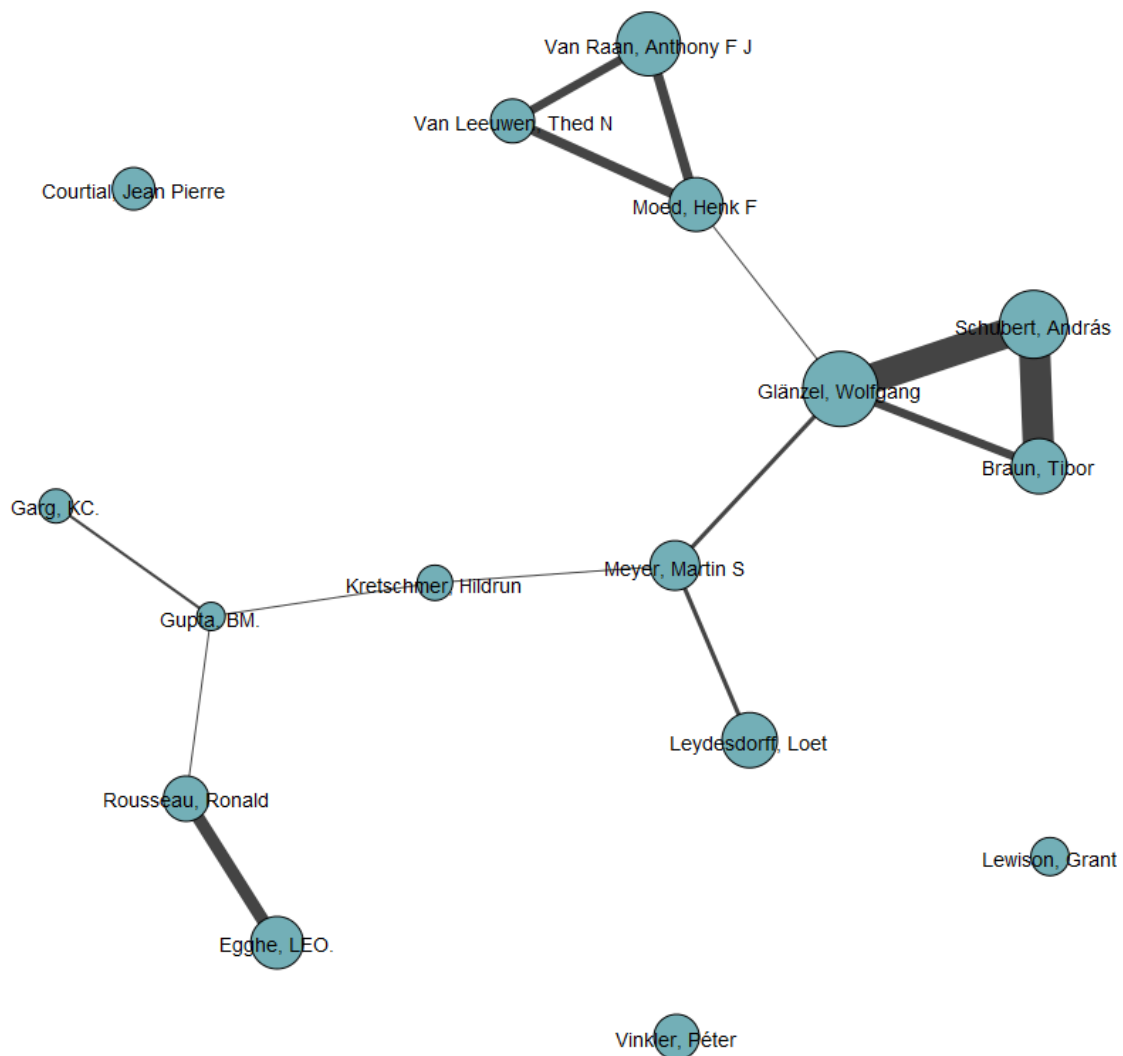 Van Raan, Anthony F J
Van Leeuwen, Thed N
Courtial, Jean Pierre
Moed, Henk F
Schubert, András
Glänzel, Wolfgang
Braun, Tibor
Garg, KC.
Meyer, Martin S
Kretschmer, Hildrun
Gupta, BM.
Leydesdorff, Loet
Rousseau, Ronald
Lewison, Grant
Egghe, LEO.
Vinkler, Péter